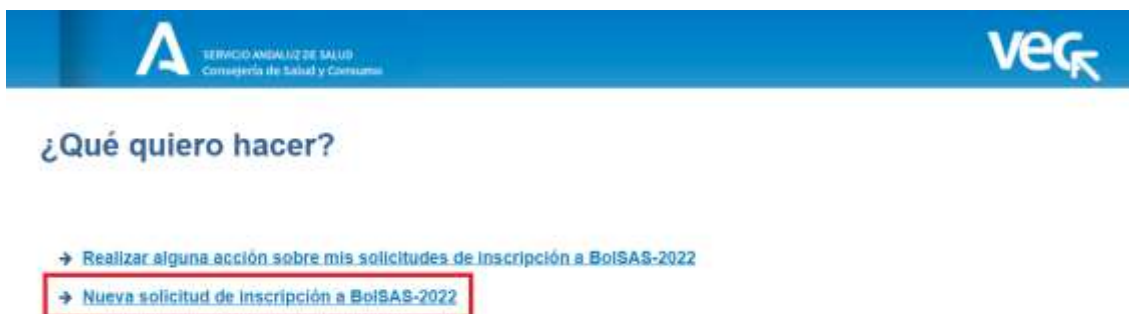 SERVICIO ANDALUZ DE SALUD
Consejería de Salud y Consumo
vec
¿Qué quiero hacer?
Realizar alguna acción sobre mis solicitudes de inscripción a BolSAS-2022
Nueva solicitud de inscripción a BolSAS-2022